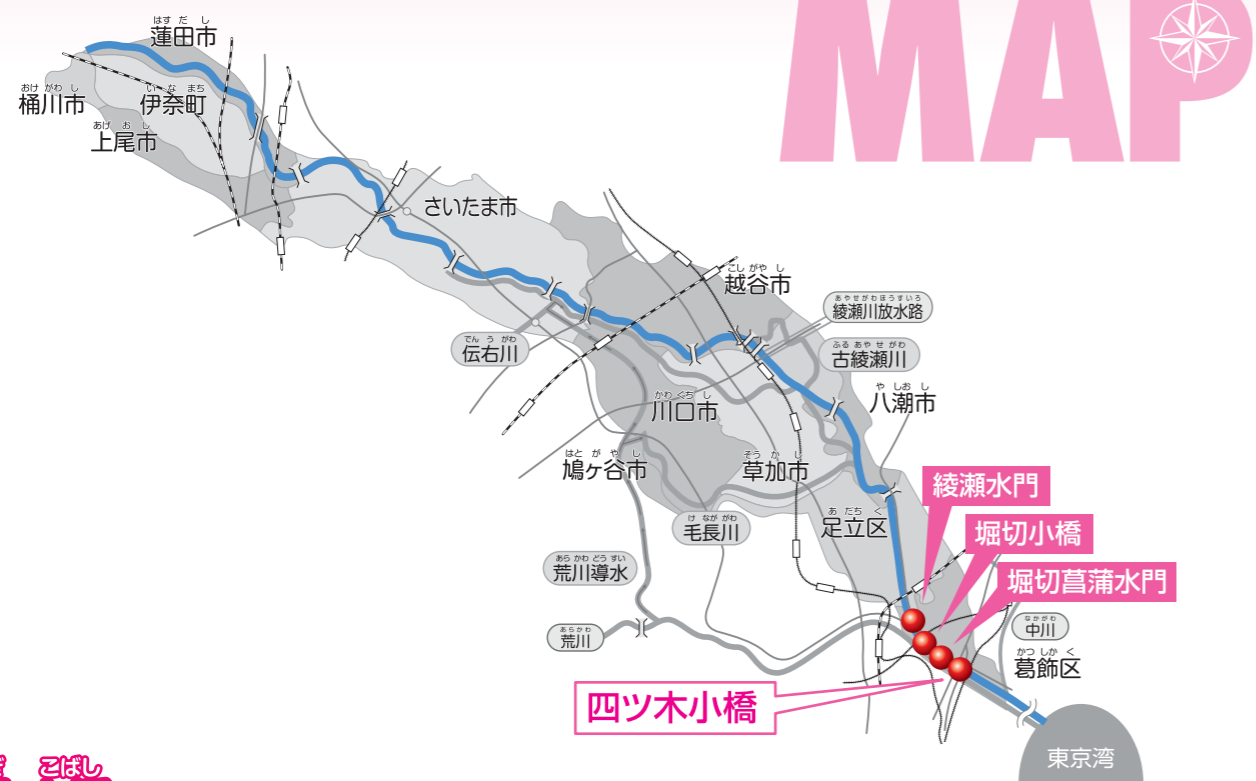 MAP
はすだし
蓮田市
おけがわし
桶川市
いなまち
伊奈町
あげおし
上尾市
さいたま市
こしがやし
越谷市
あやせがわほうすいろ
綾瀬川放水路
でんうがわ
伝右川
ふるあやせがわ
古綾瀬川
かわぐちし
川口市
やしおし
八潮市
はとがやし
鳩ヶ谷市
そうかし
草加市
綾瀬水門
けながかわ
毛長川
あだちく
足立区
堀切小橋
あらかわどうすい
荒川導水
堀切菖蒲水門
あらかわ
荒川
なかがわ
中川
かつしかく
葛飾区
四ツ木小橋
東京湾
こばし